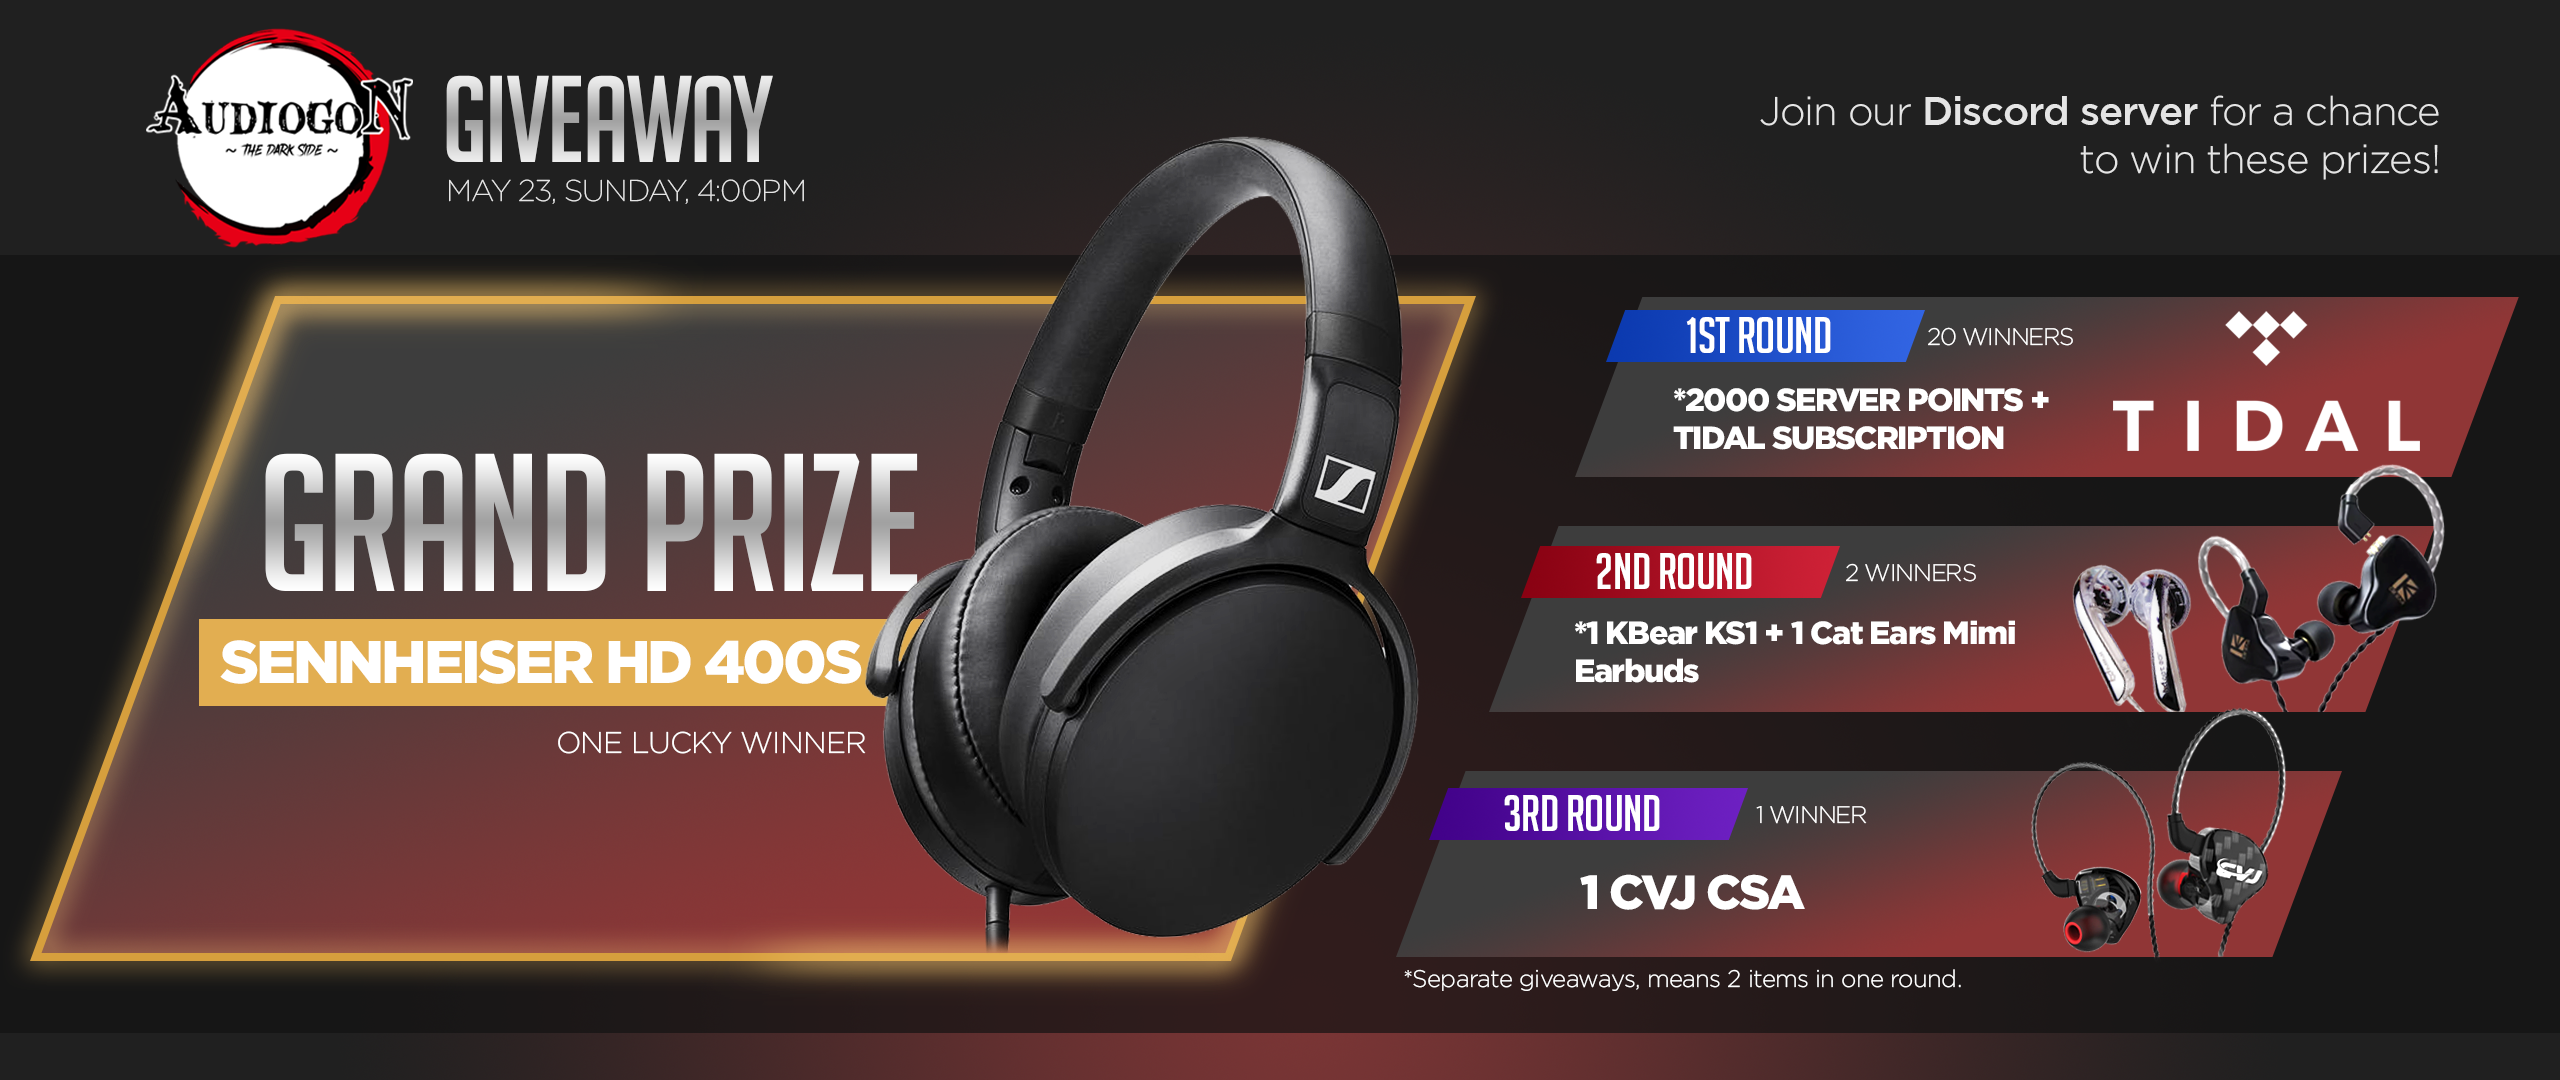 AUDIOGON
~ THE DARK SIDE ~
GIVEAWAY
MAY 23, SUNDAY, 4:00PM
Join our Discord server for a chance
to win these prizes!
GRAND PRIZE
SENNHEISER HD 400S
ONE LUCKY WINNER
1ST ROUND
20 WINNERS
*2000 SERVER POINTS +
TIDAL SUBSCRIPTION
TIDAL
2ND ROUND
2 WINNERS
*1 KBear KS1 + 1 Cat Ears Mimi
Earbuds
3RD ROUND
1 WINNER
1 CVJ CSA
CVJ
*Separate giveaways, means 2 items in one round.